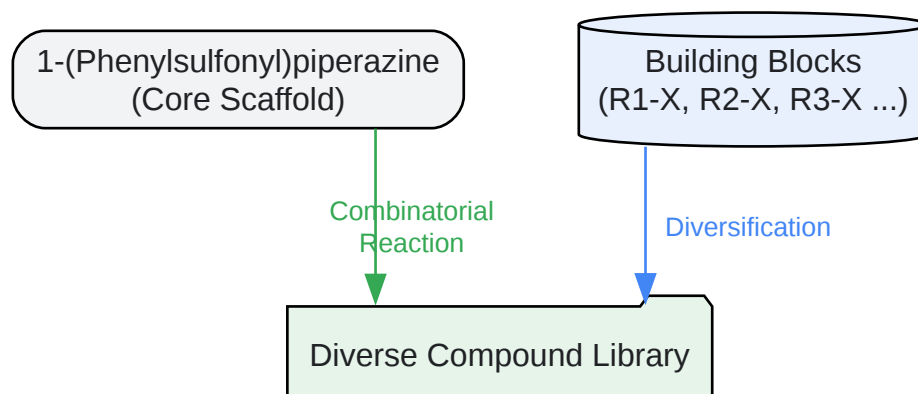 1-(Phenylsulfonyl)piperazine
(Core Scaffold)
Building Blocks
(R1-X, R2-X, R3-X ...)
Combinatorial
Reaction
Diversification
Diverse Compound Library